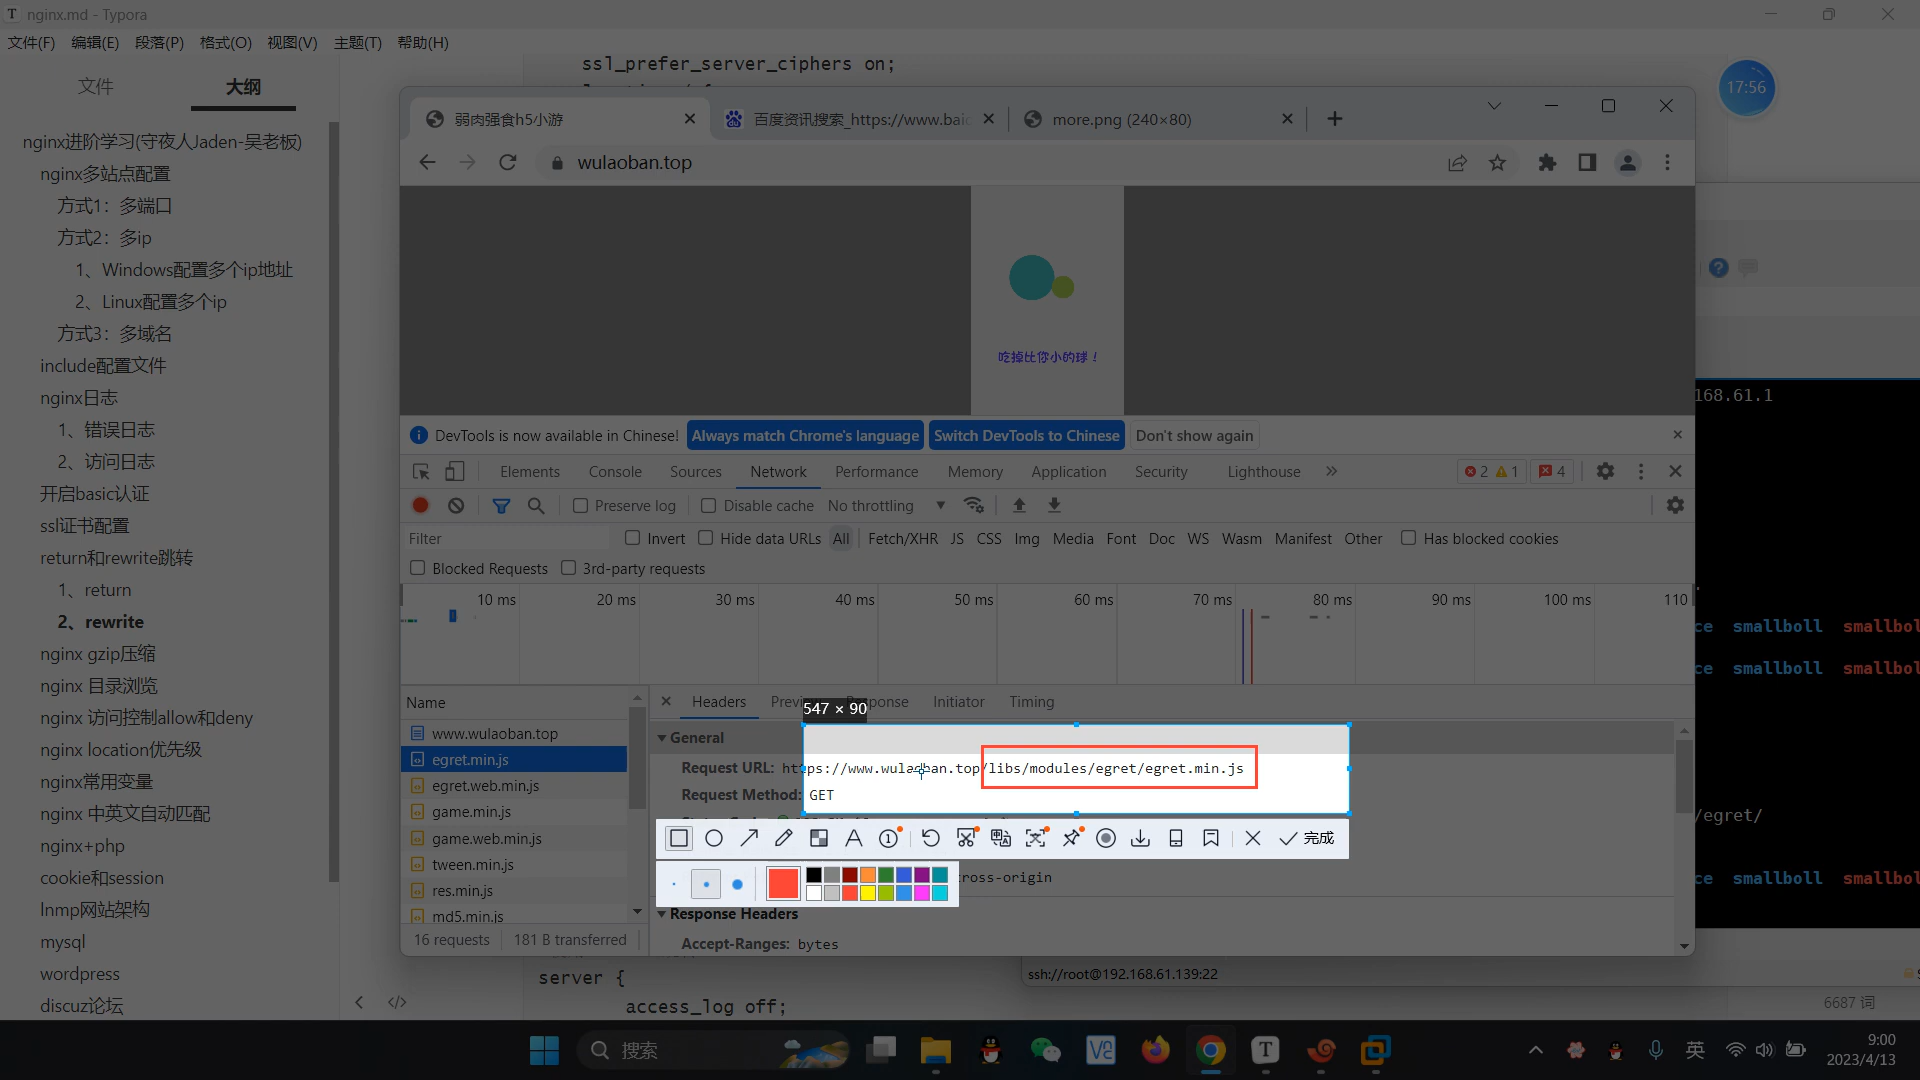 nginx.md - Typora
文件(F) 编辑(E) 段落(P) 格式(O) 视图(V) 主题(T) 帮助(H)
文件 大纲
nginx进阶学习(守夜人Jaden-吴老板)
nginx多站点配置
方式1：多端口
方式2：多ip
1、Windows配置多个ip地址
2、Linux配置多个ip
方式3：多域名
include配置文件
nginx日志
1、错误日志
2、访问日志
开启basic认证
ssl证书配置
return和rewrite跳转
1、return
2、rewrite
nginx gzip压缩
nginx 目录浏览
nginx 访问控制allow和deny
nginx location优先级
nginx常用变量
nginx 中英文自动匹配
nginx+php
cookie和session
lnmp网站架构
mysql
wordpress
discuz论坛
ssl_prefer_server_ciphers on;
17:56
弱肉强食h5小游
百度资讯搜索_https://www.baid
more.png (240×80)
wulaoban.top
吃掉比你小的球！
DevTools is now available in Chinese! Always match Chrome's language Switch DevTools to Chinese Don't show again
Elements Console Sources Network Performance Memory Application Security Lighthouse 2 1 4
Preserve log Disable cache No throttling
Filter Invert Hide data URLs All Fetch/XHR JS CSS Img Media Font Doc WS Wasm Manifest Other Has blocked cookies
Blocked Requests 3rd-party requests
10 ms 20 ms 30 ms 40 ms 50 ms 60 ms 70 ms 80 ms 90 ms 100 ms 110
Name
www.wulaoban.top
egret.min.js
egret.web.min.js
game.min.js
game.web.min.js
tween.min.js
res.min.js
md5.min.js
16 requests 181 B transferred
Headers Initiator Timing
547 × 90
General
Request URL: https://www.wulaoban.top/libs/modules/egret/egret.min.js
Request Method: GET
完成
cross-origin
Response Headers
Accept-Ranges: bytes
168.61.1
ce smallboll smallbol
ce smallboll smallbol
/egret/
ce smallboll smallbol
ssh://root@192.168.61.139:22
server {
access_log off;
6687 词
搜索
英
9:00
2023/4/13